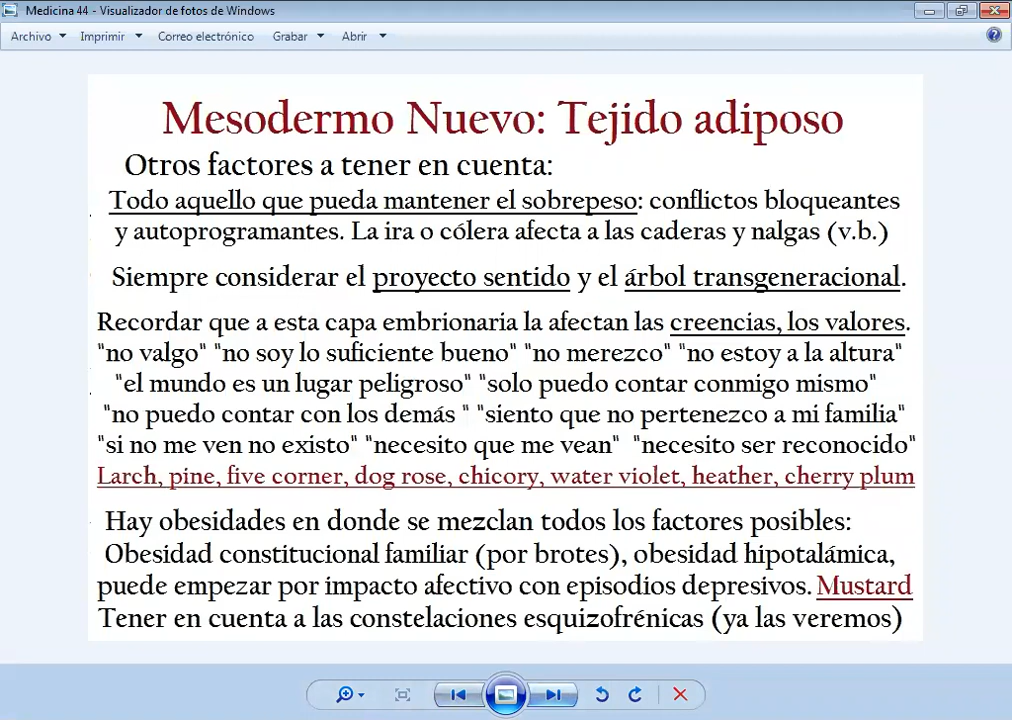 Medicina 44 - Visualizador de fotos de Windows
Archivo Imprimir Correo electrónico Grabar Abrir
Mesodermo Nuevo: Tejido adiposo
Otros factores a tener en cuenta:
Todo aquello que pueda mantener el sobrepeso: conflictos bloqueantes
y autoprogramantes. La ira o cólera afecta a las caderas y nalgas (v.b.)
Siempre considerar el proyecto sentido y el árbol transgeneracional.
Recordar que a esta capa embrionaria la afectan las creencias, los valores.
"no valgo" "no soy lo suficiente bueno" "no merezco" "no estoy a la altura"
"el mundo es un lugar peligroso" "solo puedo contar conmigo mismo"
"no puedo contar con los demás " "siento que no pertenezco a mi familia"
"si no me ven no existo" "necesito que me vean" "necesito ser reconocido"
Larch, pine, five corner, dog rose, chicory, water violet, heather, cherry plum
Hay obesidades en donde se mezclan todos los factores posibles:
Obesidad constitucional familiar (por brotes), obesidad hipotalámica,
puede empezar por impacto afectivo con episodios depresivos. Mustard
Tener en cuenta a las constelaciones esquizofrénicas (ya las veremos)